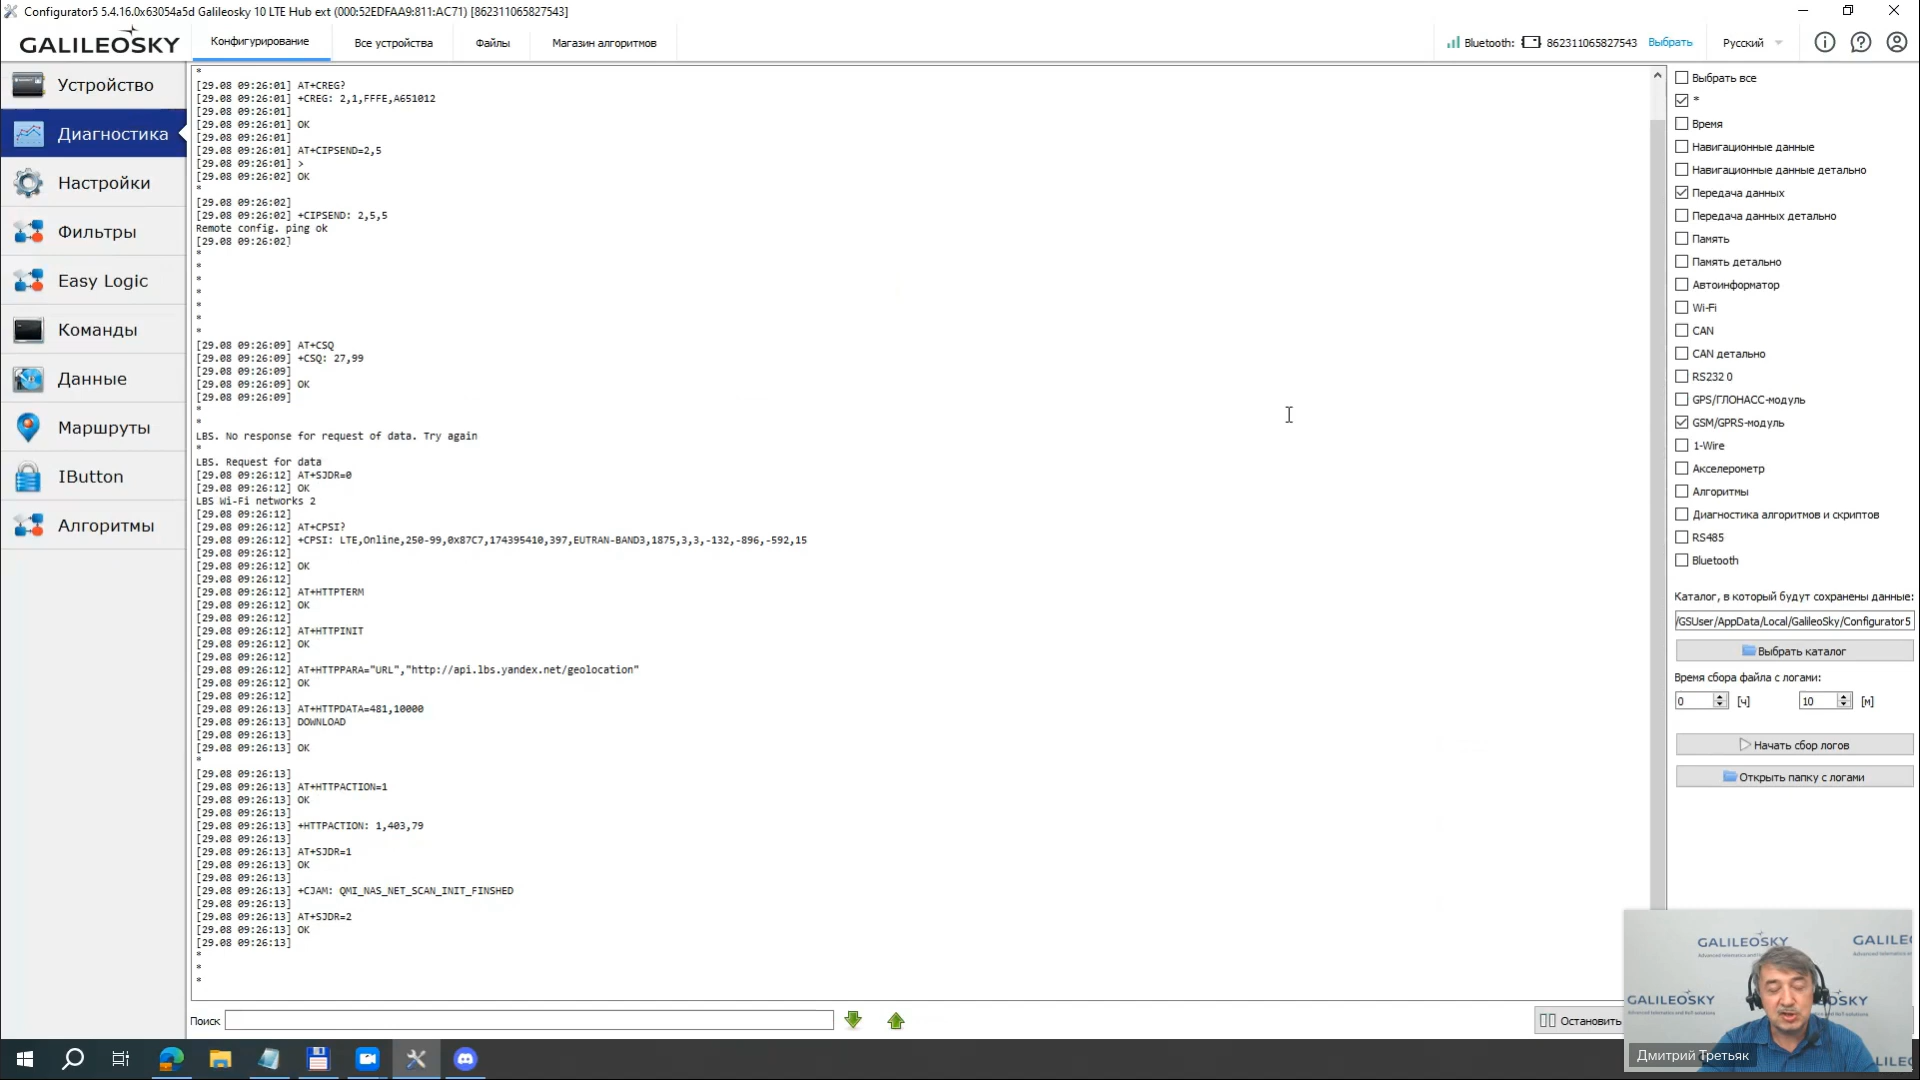 Configurator5 5.4.16.0x63054a5d Galileosky 10 LTE Hub ext (000:52EDFAA9:811:AC71) [862311065827543]
GALILEOSKY
Конфигурирование
Все устройства
Файлы
Магазин алгоритмов
Bluetooth:
862311065827543
Выбрать
Русский
Устройство
Диагностика
Настройки
Фильтры
Easy Logic
Команды
Данные
Маршруты
IButton
Алгоритмы
*
[29.08 09:26:01] AT+CREG?
[29.08 09:26:01] +CREG: 2,1,FFFE,A651012
[29.08 09:26:01]
[29.08 09:26:01] OK
[29.08 09:26:01]
[29.08 09:26:01] AT+CIPSEND=2,5
[29.08 09:26:01] >
[29.08 09:26:02] OK
*
[29.08 09:26:02]
[29.08 09:26:02] +CIPSEND: 2,5,5
Remote config. ping ok
[29.08 09:26:02]
*
*
*
*
*
*
*
[29.08 09:26:09] AT+CSQ
[29.08 09:26:09] +CSQ: 27,99
[29.08 09:26:09]
[29.08 09:26:09] OK
[29.08 09:26:09]
*
*
LBS. No response for request of data. Try again
*
LBS. Request for data
[29.08 09:26:12] AT+SJDR=0
[29.08 09:26:12] OK
LBS Wi-Fi networks 2
[29.08 09:26:12]
[29.08 09:26:12] AT+CPSI?
[29.08 09:26:12] +CPSI: LTE,Online,250-99,0x87C7,174395410,397,EUTRAN-BAND3,1875,3,3,-132,-896,-592,15
[29.08 09:26:12]
[29.08 09:26:12] OK
[29.08 09:26:12]
[29.08 09:26:12] AT+HTTPTERM
[29.08 09:26:12] OK
[29.08 09:26:12]
[29.08 09:26:12] AT+HTTPINIT
[29.08 09:26:12] OK
[29.08 09:26:12]
[29.08 09:26:12] AT+HTTPPARA="URL","http://api.lbs.yandex.net/geolocation"
[29.08 09:26:12] OK
[29.08 09:26:12]
[29.08 09:26:13] AT+HTTPDATA=481,10000
[29.08 09:26:13] DOWNLOAD
[29.08 09:26:13]
[29.08 09:26:13] OK
*
[29.08 09:26:13]
[29.08 09:26:13] AT+HTTPACTION=1
[29.08 09:26:13] OK
[29.08 09:26:13]
[29.08 09:26:13] +HTTPACTION: 1,403,79
[29.08 09:26:13]
[29.08 09:26:13] AT+SJDR=1
[29.08 09:26:13] OK
[29.08 09:26:13]
[29.08 09:26:13] +CJAM: QMI_NAS_NET_SCAN_INIT_FINSHED
[29.08 09:26:13]
[29.08 09:26:13] AT+SJDR=2
[29.08 09:26:13] OK
[29.08 09:26:13]
*
*
*
Поиск
Остановить
Выбрать все
*
Время
Навигационные данные
Навигационные данные детально
Передача данных
Передача данных детально
Память
Память детально
Автоинформатор
Wi-Fi
CAN
CAN детально
RS232 0
GPS/ГЛОНАСС-модуль
GSM/GPRS-модуль
1-Wire
Акселерометр
Алгоритмы
Диагностика алгоритмов и скриптов
RS485
Bluetooth
Каталог, в который будут сохранены данные:
/GSUser/AppData/Local/GalileoSky/Configurator5
Выбрать каталог
Время сбора файла с логами:
0 [ч] 10 [м]
Начать сбор логов
Открыть папку с логами
GALILEOSKY
GALILE
GALILEOSKY
OSKY
Дмитрий Третьяк